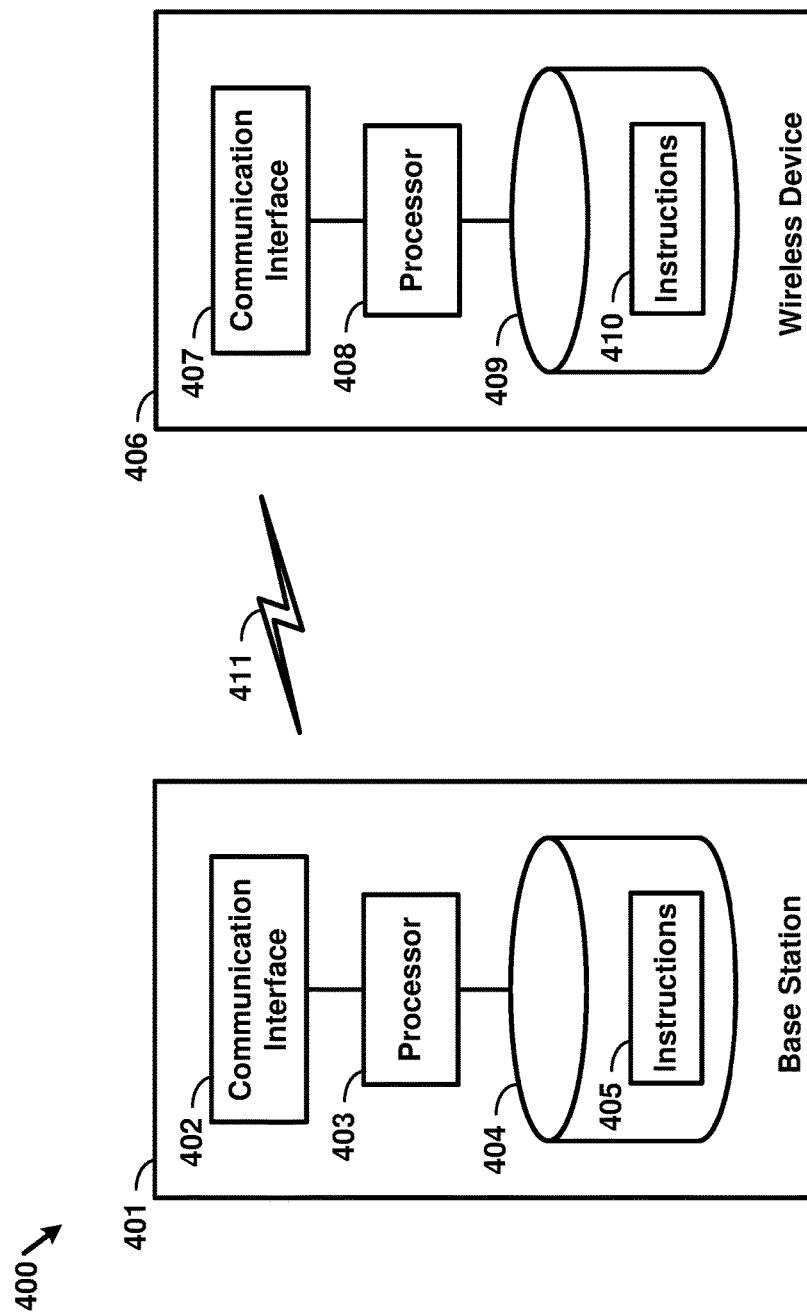 400
401
402
Communication
Interface
403
Processor
404
405
Instructions
Base Station
411
406
407
Communication
Interface
408
Processor
409
410
Instructions
Wireless Device